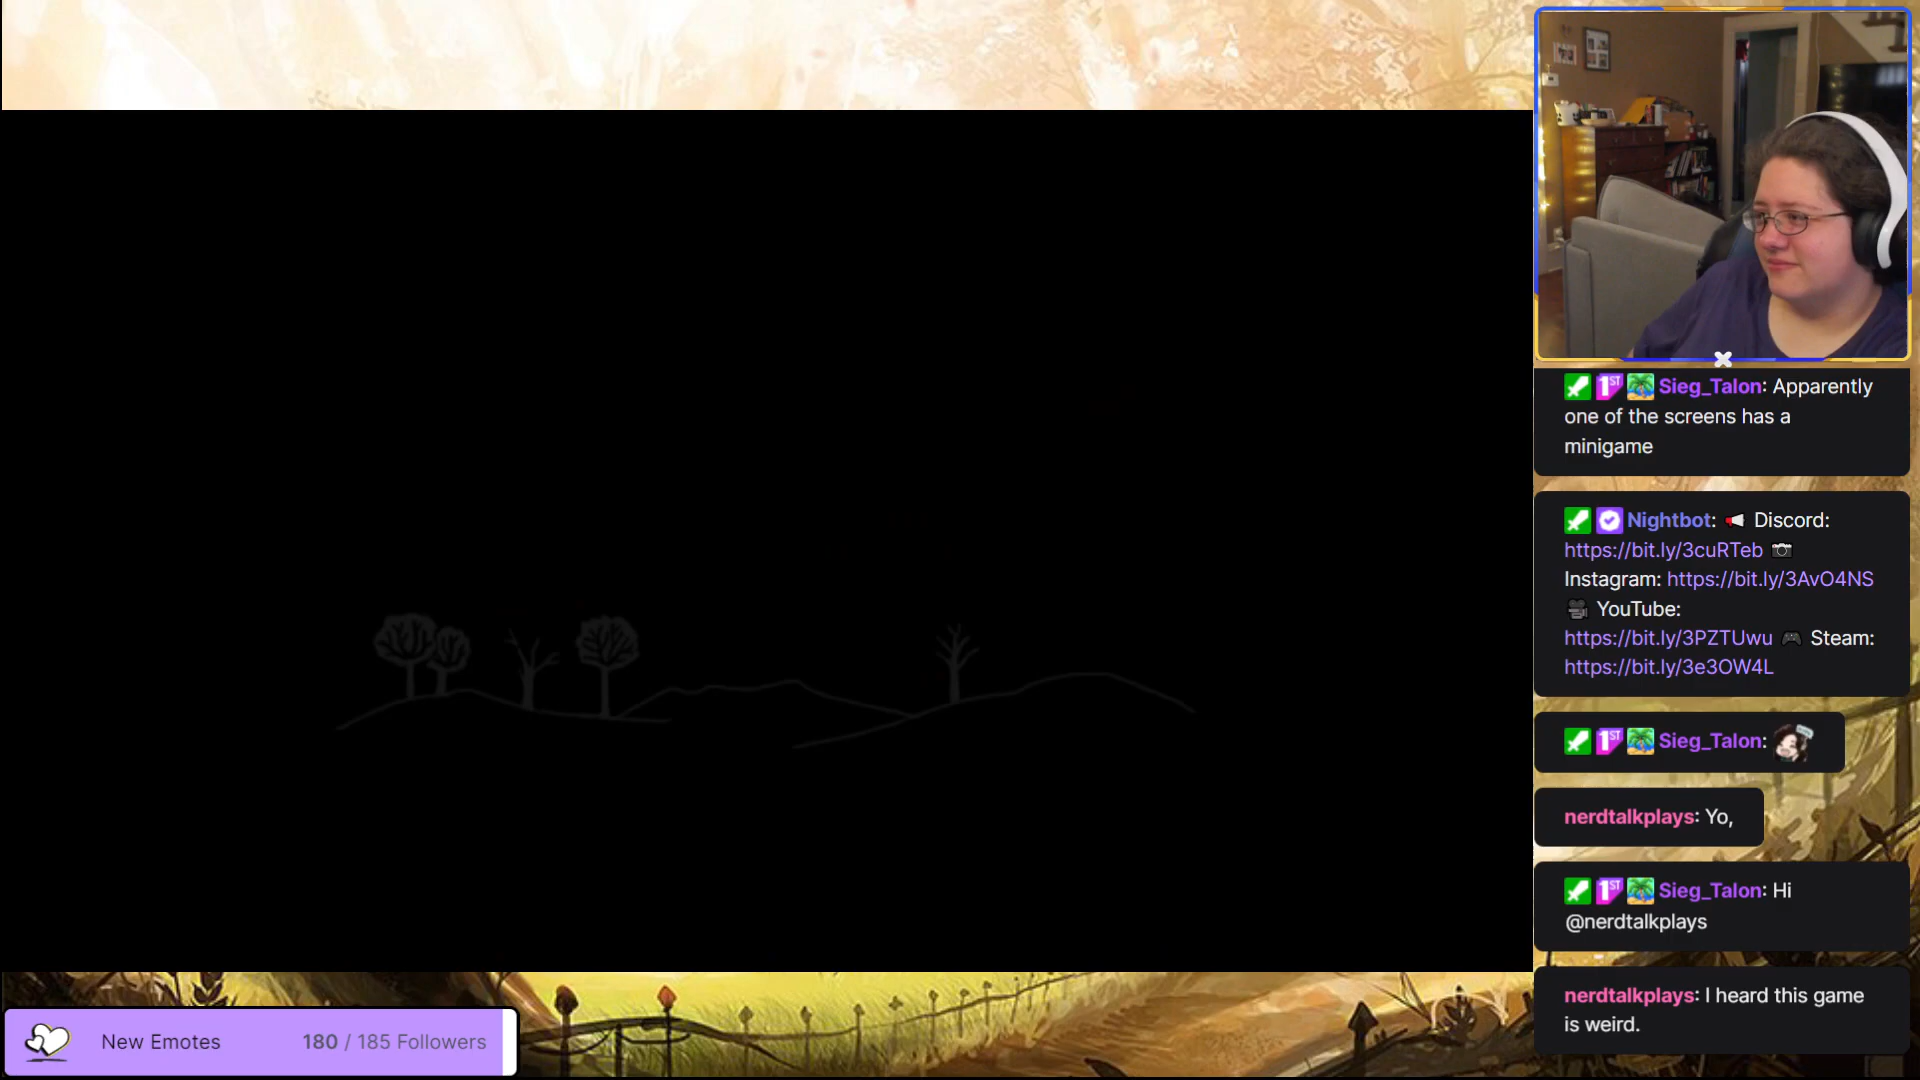 Sieg_Talon: Apparently
one of the screens has a
minigame
Nightbot: Discord:
https://bit.ly/3cuRTeb
Instagram: https://bit.ly/3AvO4NS
YouTube:
https://bit.ly/3PZTUwu Steam:
https://bit.ly/3e3OW4L
Sieg_Talon:
nerdtalkplays: Yo,
Sieg_Talon: Hi
@nerdtalkplays
nerdtalkplays: I heard this game
is weird.
New Emotes 180 / 185 Followers